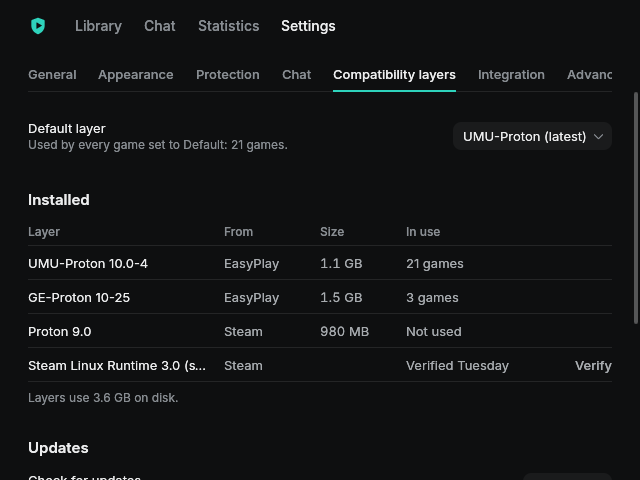 Library Chat Statistics Settings
General Appearance Protection Chat Compatibility layers Integration Advanc
Default layer
Used by every game set to Default: 21 games.
UMU-Proton (latest)
Installed
Layer From Size In use
UMU-Proton 10.0-4 EasyPlay 1.1 GB 21 games
GE-Proton 10-25 EasyPlay 1.5 GB 3 games
Proton 9.0 Steam 980 MB Not used
Steam Linux Runtime 3.0 (s... Steam Verified Tuesday Verify
Layers use 3.6 GB on disk.
Updates
Check for updates